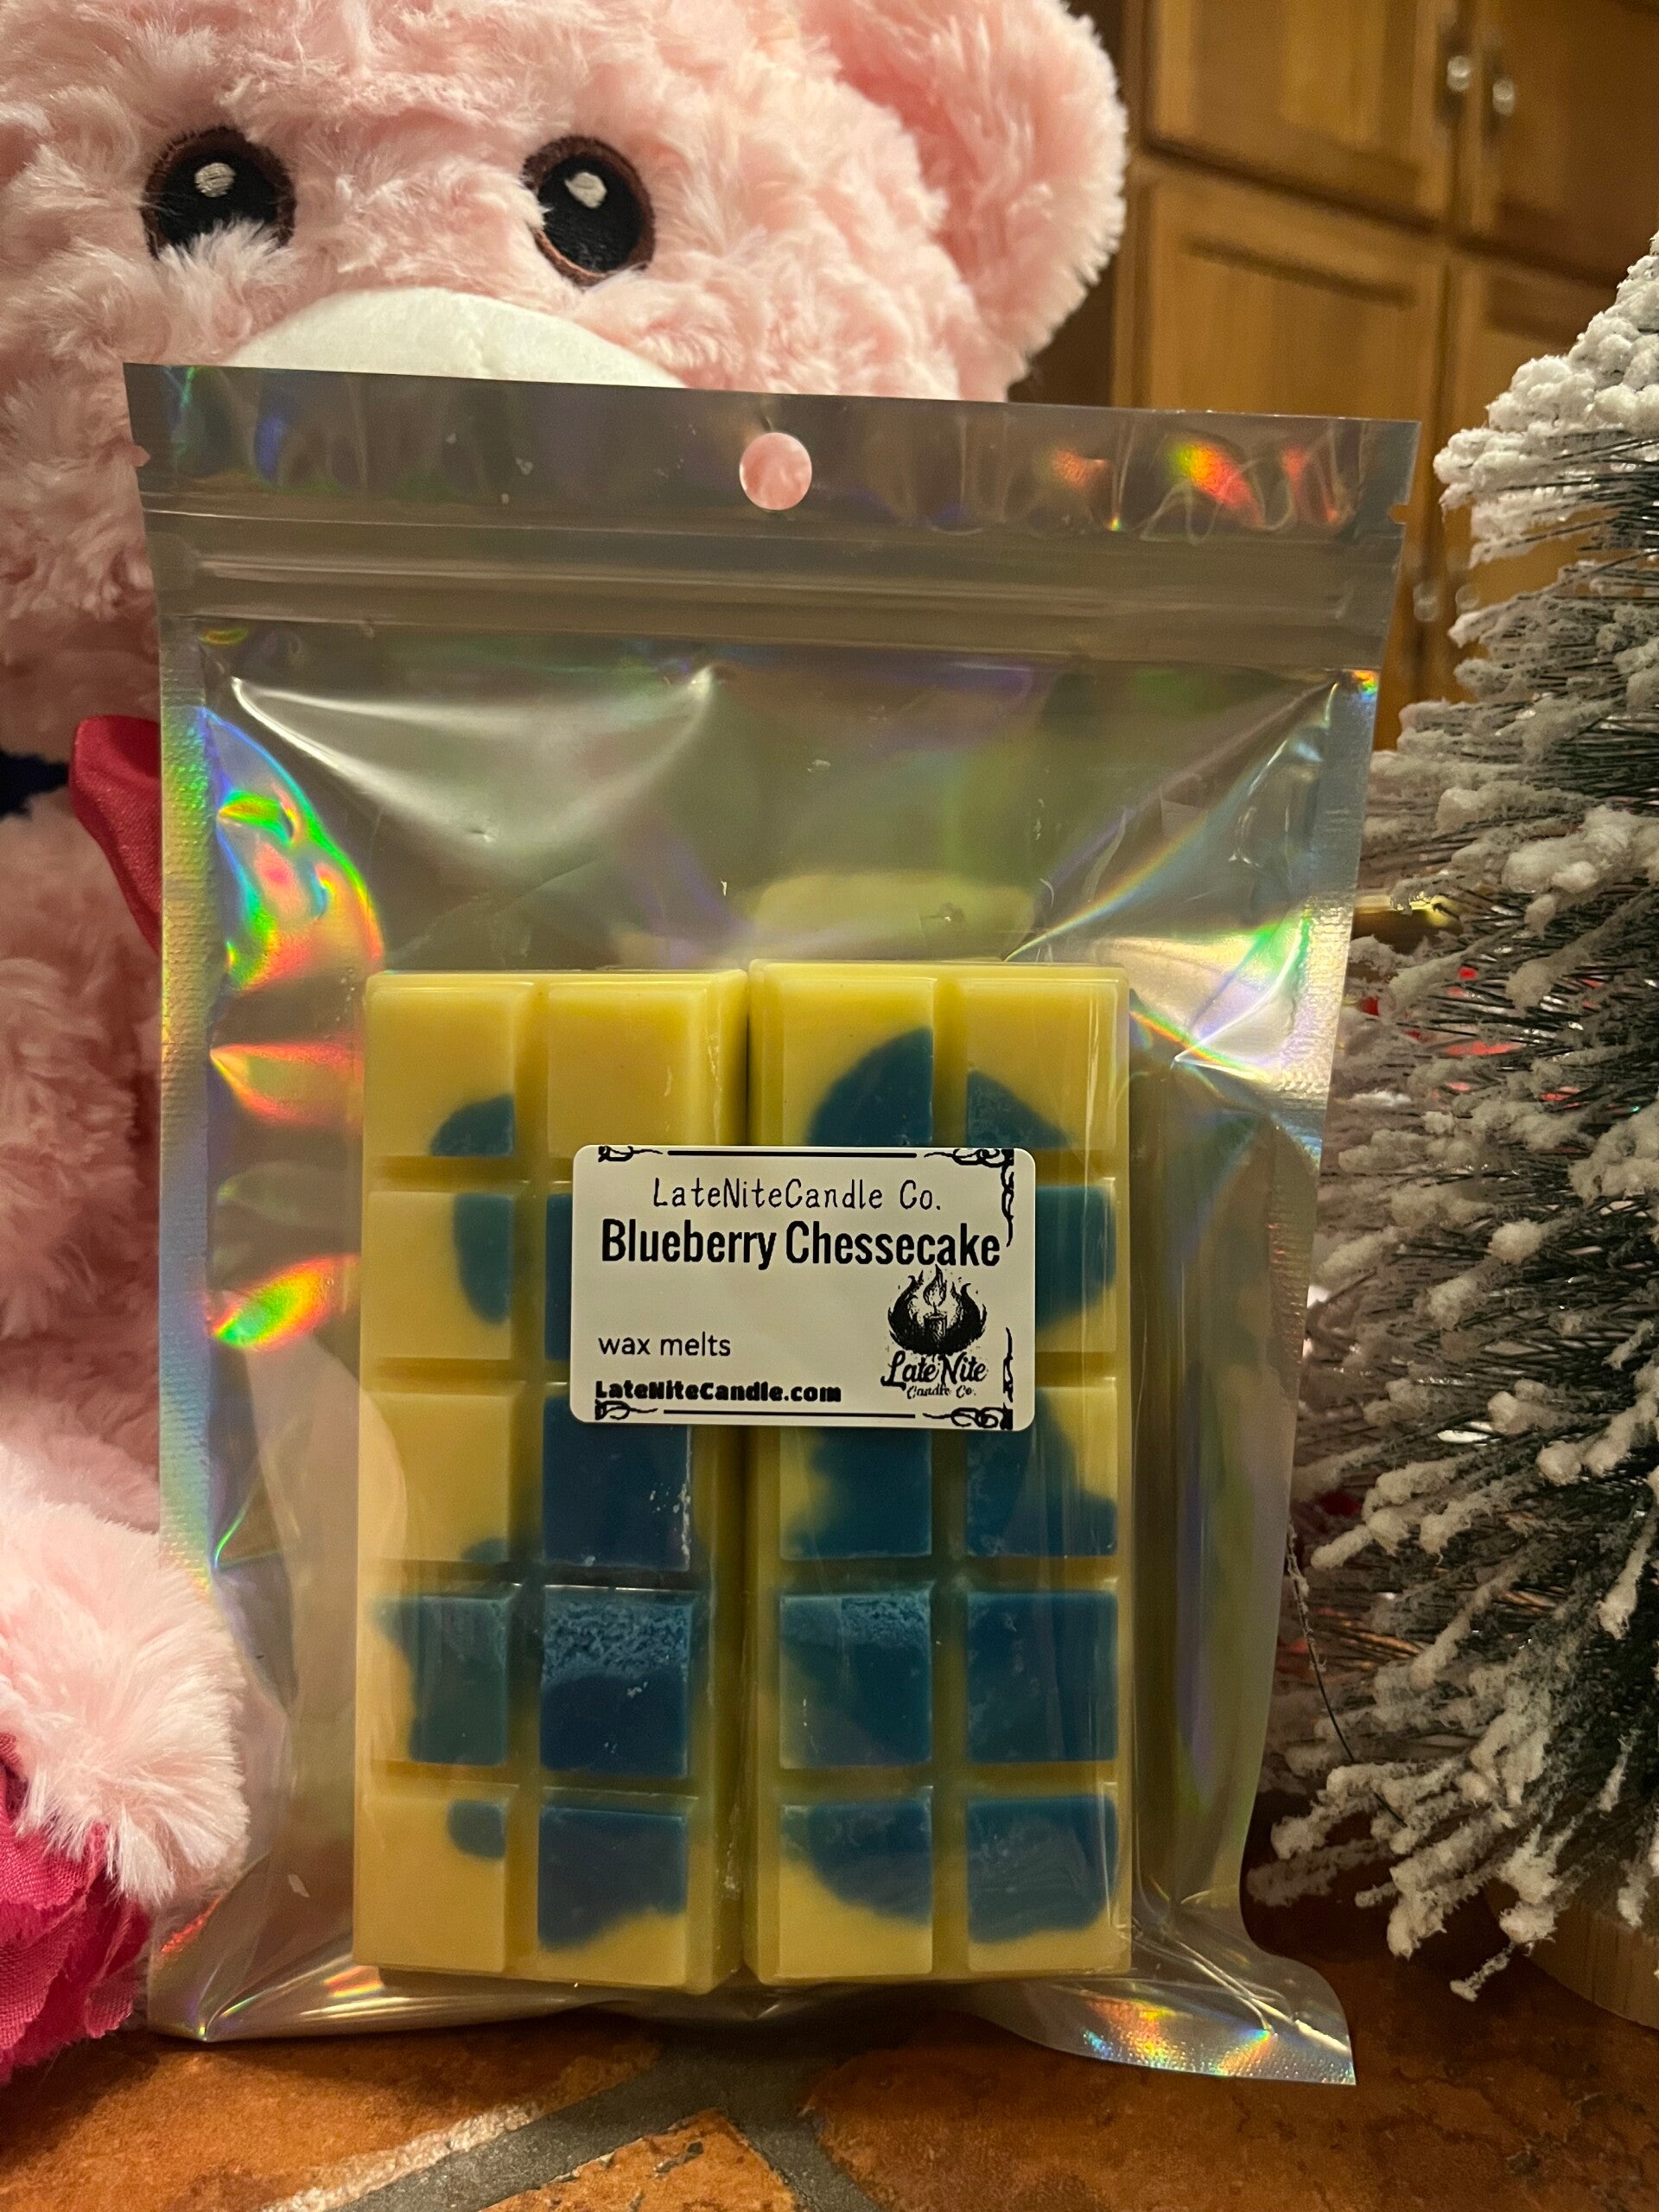 LateNiteCandle Co.
Blueberry Chessecake
wax melts
LateNite
Candle Co.
LateNiteCandle.com